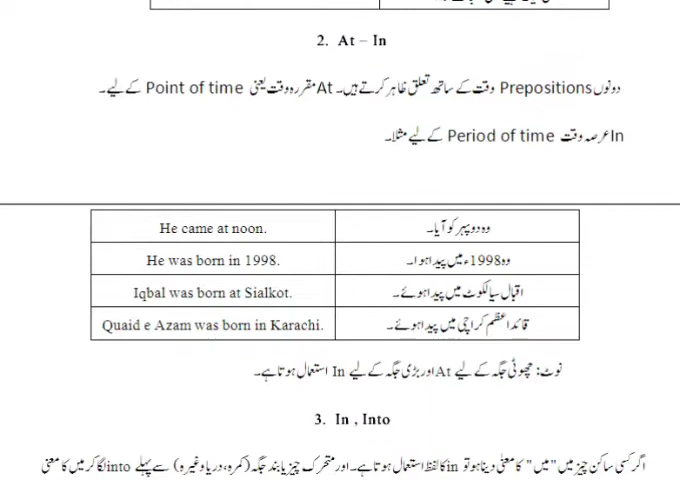 2. At – In
دونوں Prepositions وقت کے ساتھ تعلق ظاہر کرتے ہیں۔ At مقررہ وقت یعنی Point of time کے لیے۔
In عرصہ وقت Period of time کے لیے مثلا۔
He came at noon. وہ دوپہر کو آیا۔
He was born in 1998. وہ 1998ء میں پیدا ہوا۔
Iqbal was born at Sialkot. اقبال سیالکوٹ میں پیدا ہوئے۔
Quaid e Azam was born in Karachi. قائداعظم کراچی میں پیدا ہوئے۔
نوٹ: چھوٹی جگہ کے لیے At اور بڑی جگہ کے لیے In استعمال ہوتا ہے۔
3. In , Into
اگر کسی ساکن چیز میں "میں" کا معنی دینا ہو تو in کا لفظ استعمال ہوتا ہے۔ اور متحرک چیز یا بند جگہ (کمرہ، دریا وغیرہ) سے پہلے into لگا کر میں کا معنی